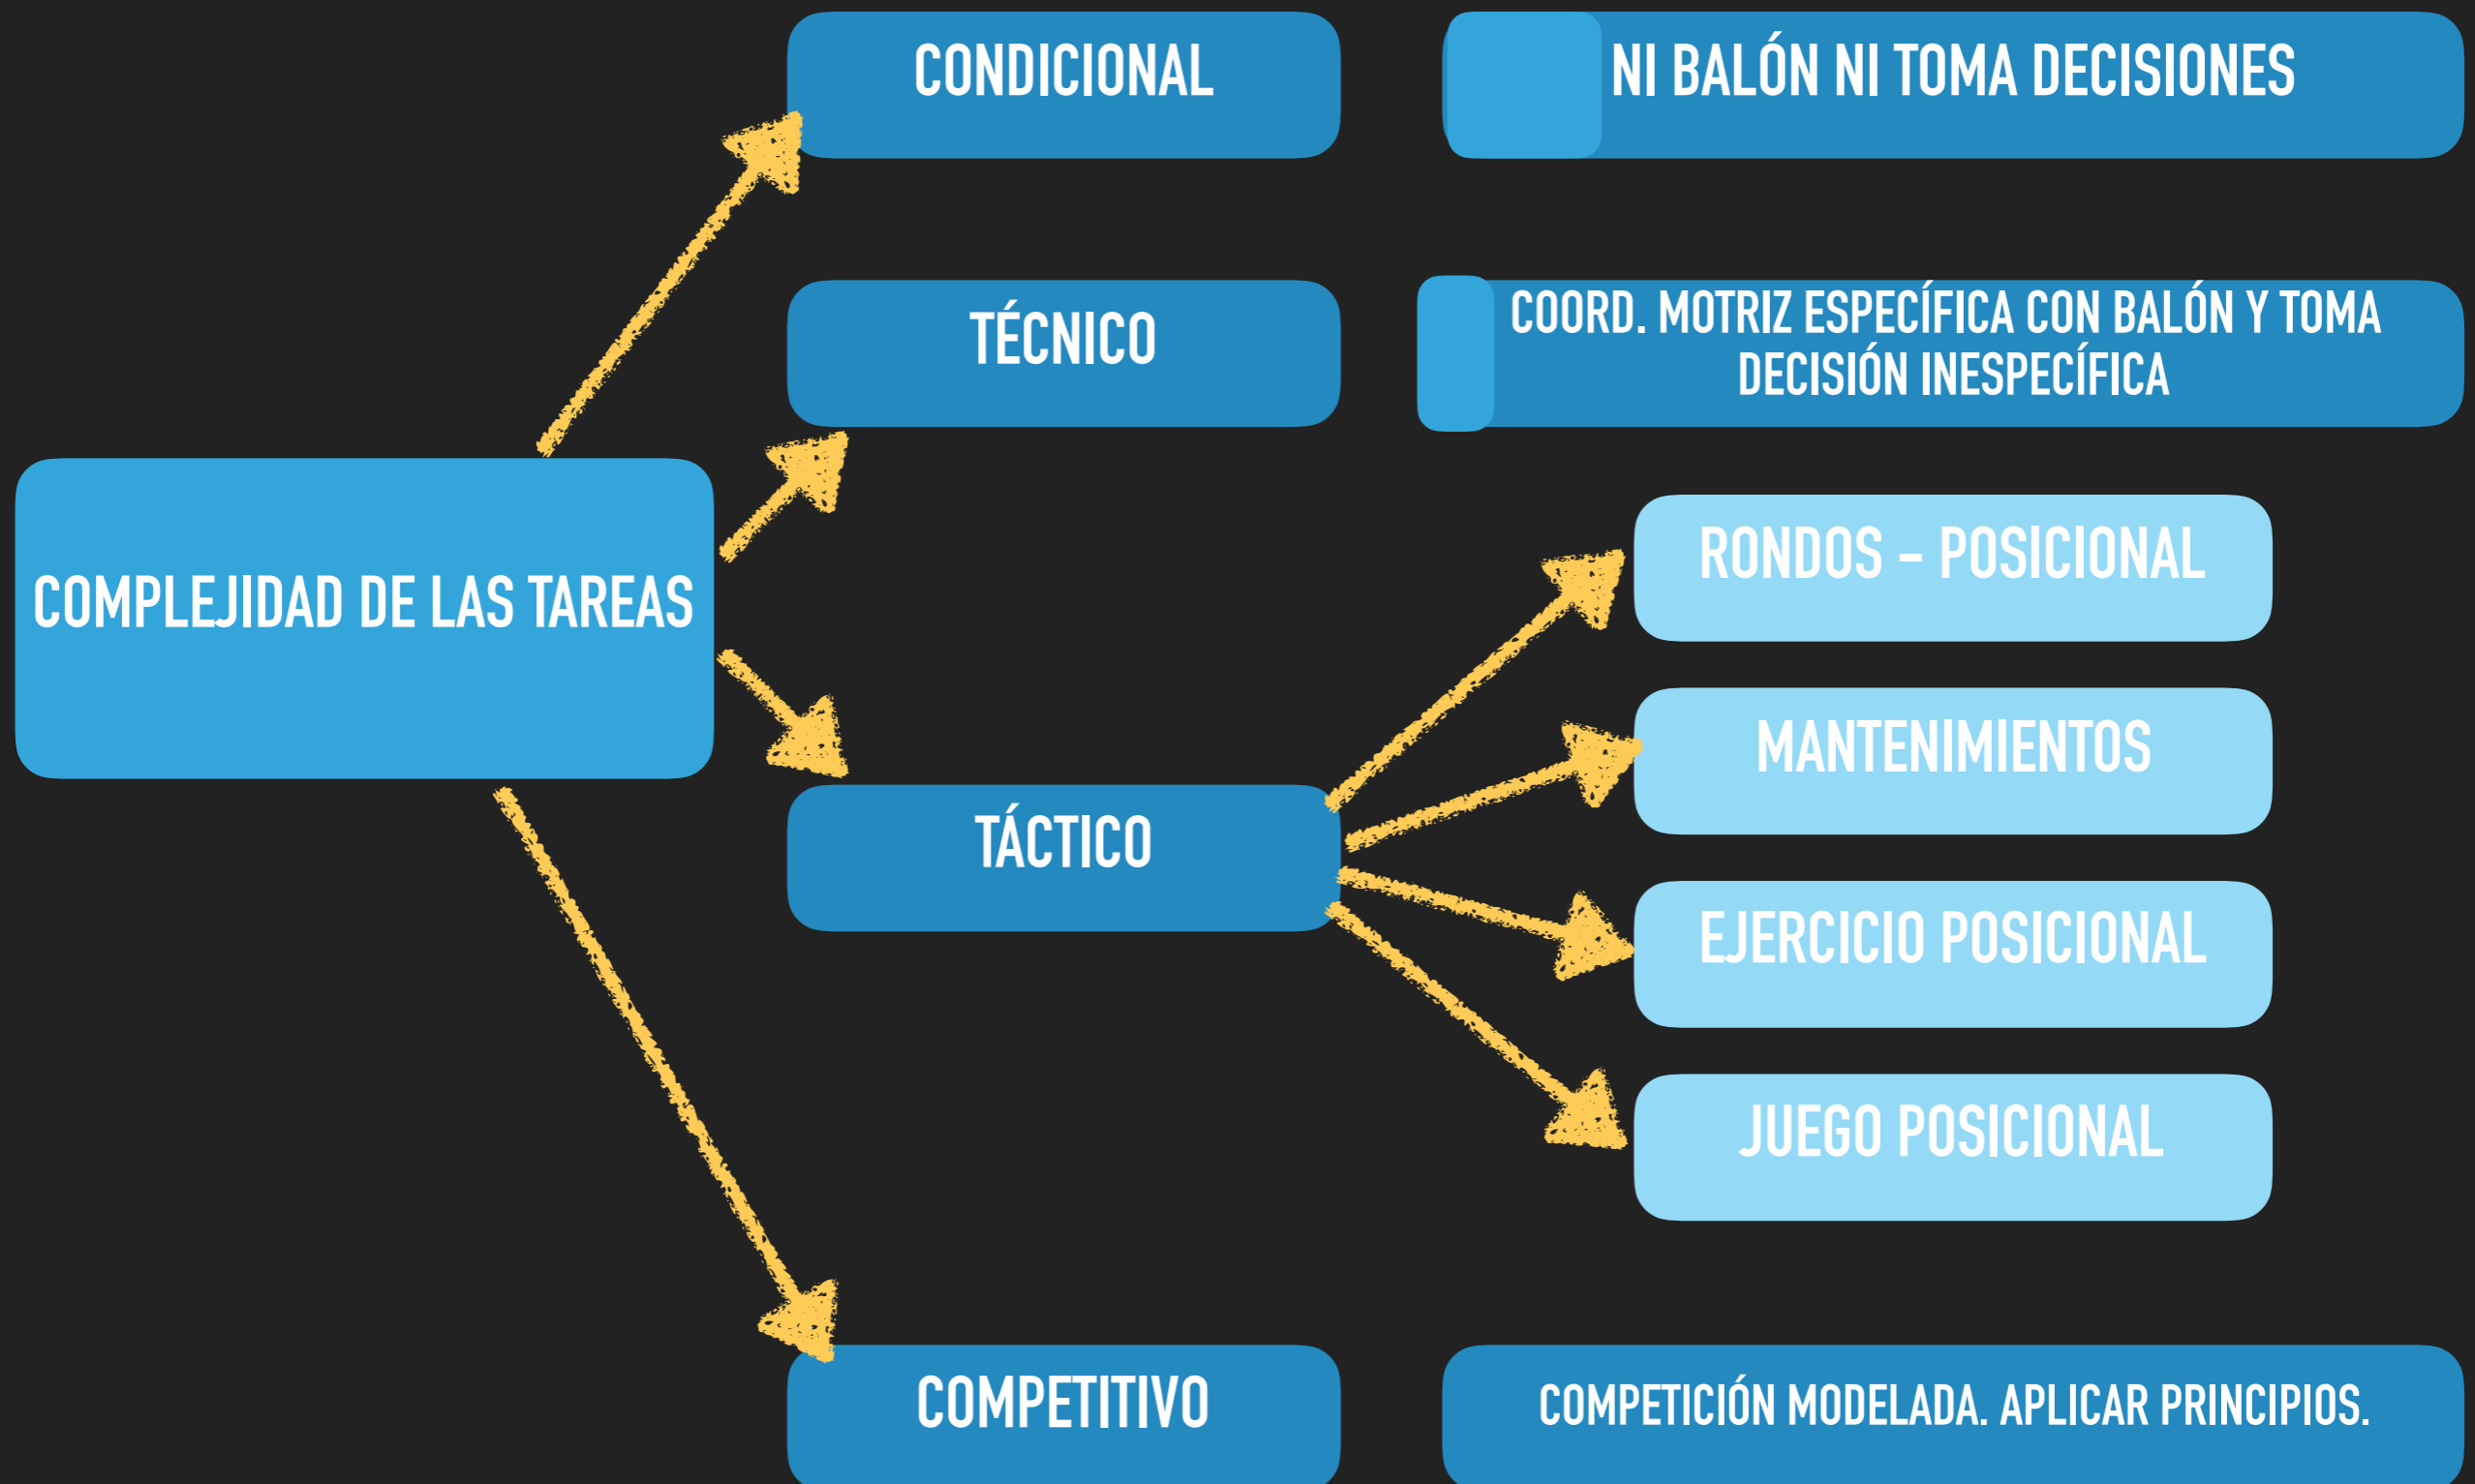 CONDICIONAL
NI BALÓN NI TOMA DECISIONES
TÉCNICO
COORD. MOTRIZ ESPECÍFICA CON BALÓN Y TOMA
DECISIÓN INESPECÍFICA
COMPLEJIDAD DE LAS TAREAS
RONDOS - POSICIONAL
MANTENIMIENTOS
TÁCTICO
EJERCICIO POSICIONAL
JUEGO POSICIONAL
COMPETITIVO
COMPETICIÓN MODELADA. APLICAR PRINCIPIOS.